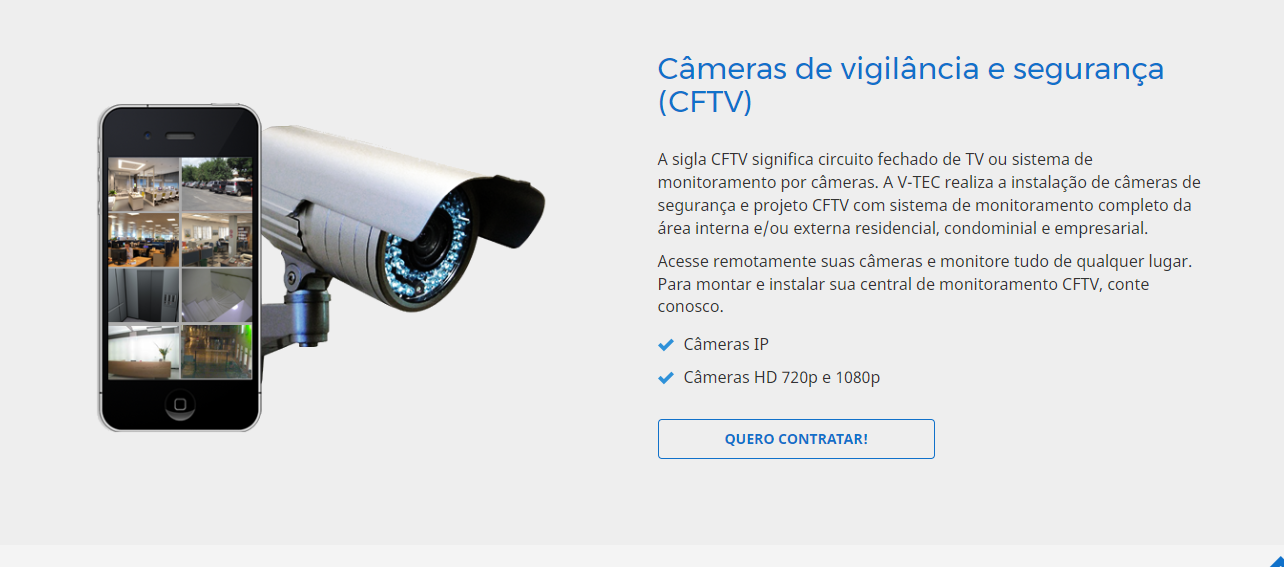 Câmeras de vigilância e segurança
(CFTV)
A sigla CFTV significa circuito fechado de TV ou sistema de
monitoramento por câmeras. A V-TEC realiza a instalação de câmeras de
segurança e projeto CFTV com sistema de monitoramento completo da
área interna e/ou externa residencial, condominial e empresarial.
Acesse remotamente suas câmeras e monitore tudo de qualquer lugar.
Para montar e instalar sua central de monitoramento CFTV, conte
conosco.
Câmeras IP
Câmeras HD 720p e 1080p
QUERO CONTRATAR!